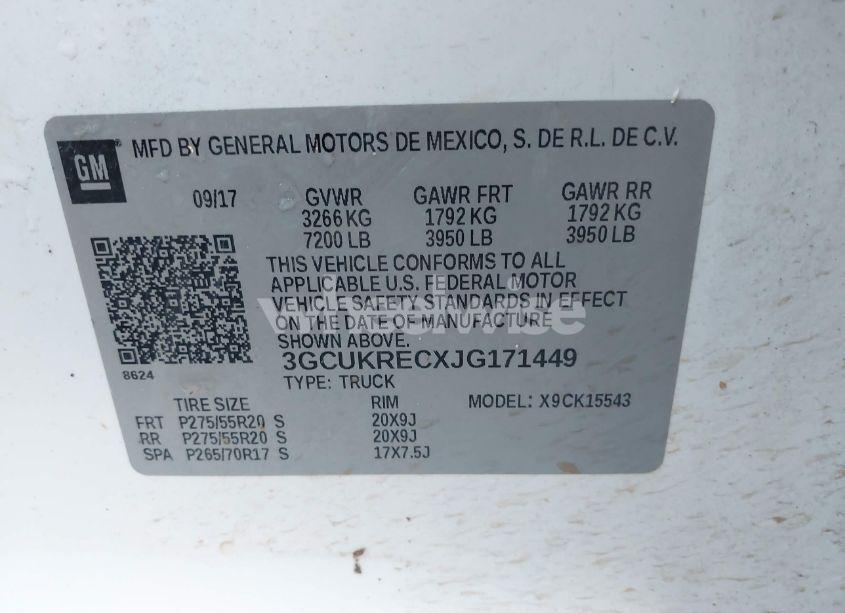 GM
MFD BY GENERAL MOTORS DE MEXICO, S. DE R.L. DE C.V.
09/17 GVWR GAWR FRT GAWR RR
3266 KG 1792 KG 1792 KG
7200 LB 3950 LB 3950 LB
THIS VEHICLE CONFORMS TO ALL
APPLICABLE U.S. FEDERAL MOTOR
VEHICLE SAFETY STANDARDS IN EFFECT
ON THE DATE OF MANUFACTURE
SHOWN ABOVE.
3GCUKRECXJG171449
8624
TYPE: TRUCK
TIRE SIZE RIM MODEL: X9CK15543
FRT P275/55R20 S 20X9J
RR P275/55R20 S 20X9J
SPA P265/70R17 S 17X7.5J